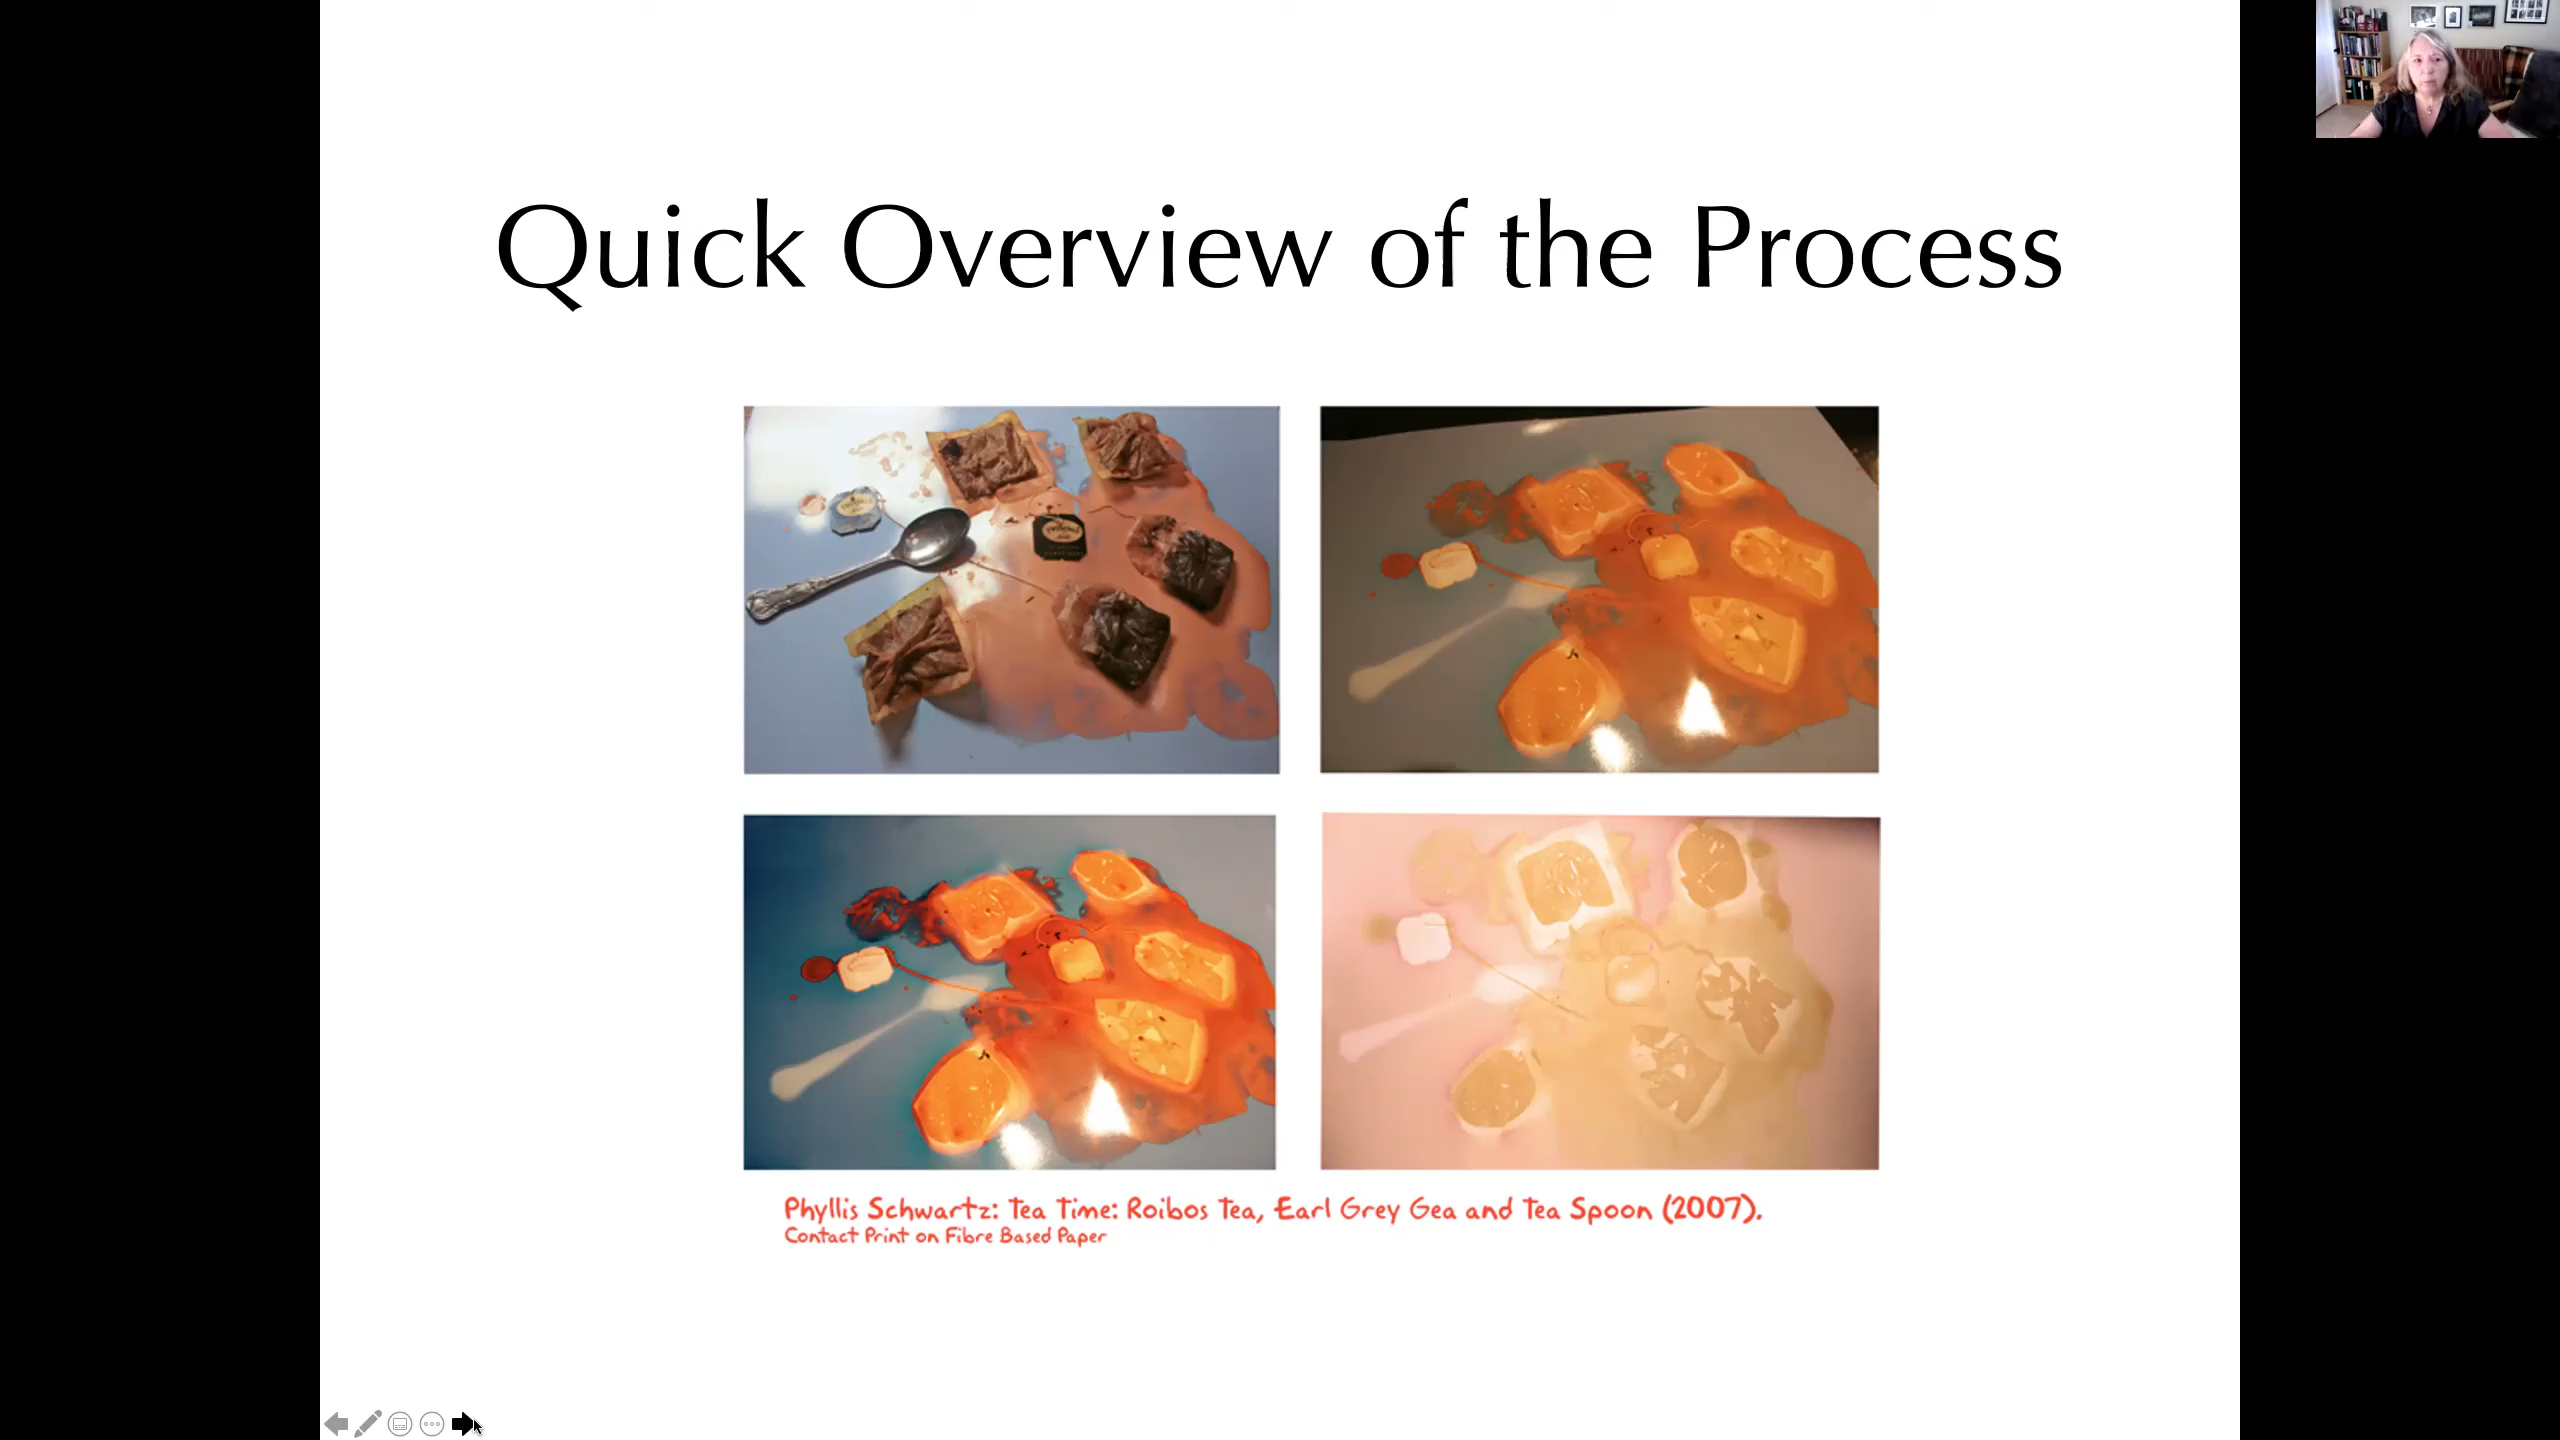 Quick Overview of the Process
Phyllis Schwartz: Tea Time: Roibos Tea, Earl Grey Gea and Tea Spoon (2007).
Contact Print on Fibre Based Paper